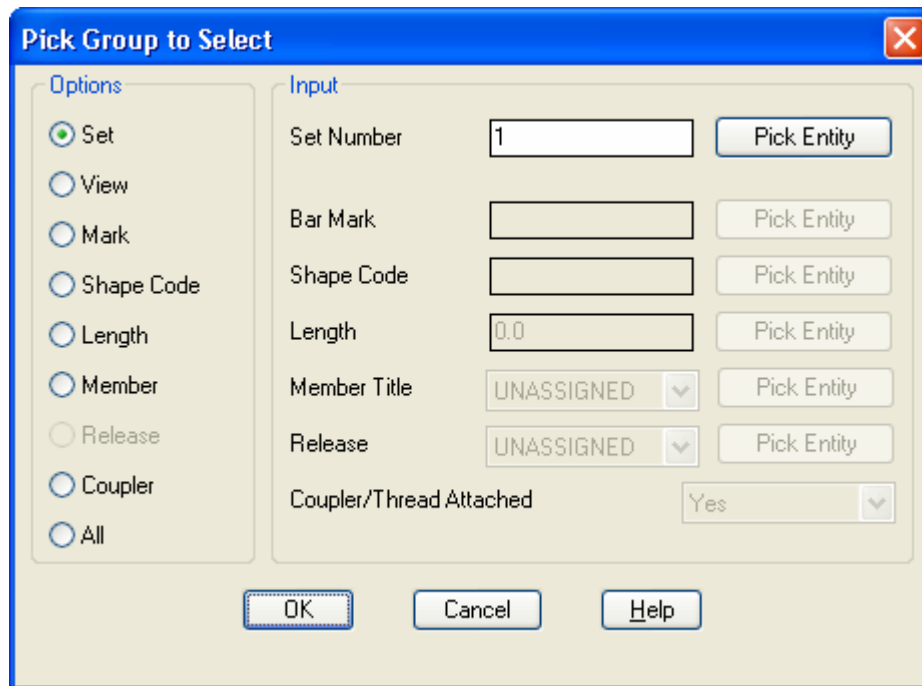 Pick Group to Select
Options
Set
View
Mark
Shape Code
Length
Member
Release
Coupler
All
Input
Set Number 1 Pick Entity
Bar Mark Pick Entity
Shape Code Pick Entity
Length 0.0 Pick Entity
Member Title UNASSIGNED Pick Entity
Release UNASSIGNED Pick Entity
Coupler/Thread Attached Yes
OK Cancel Help